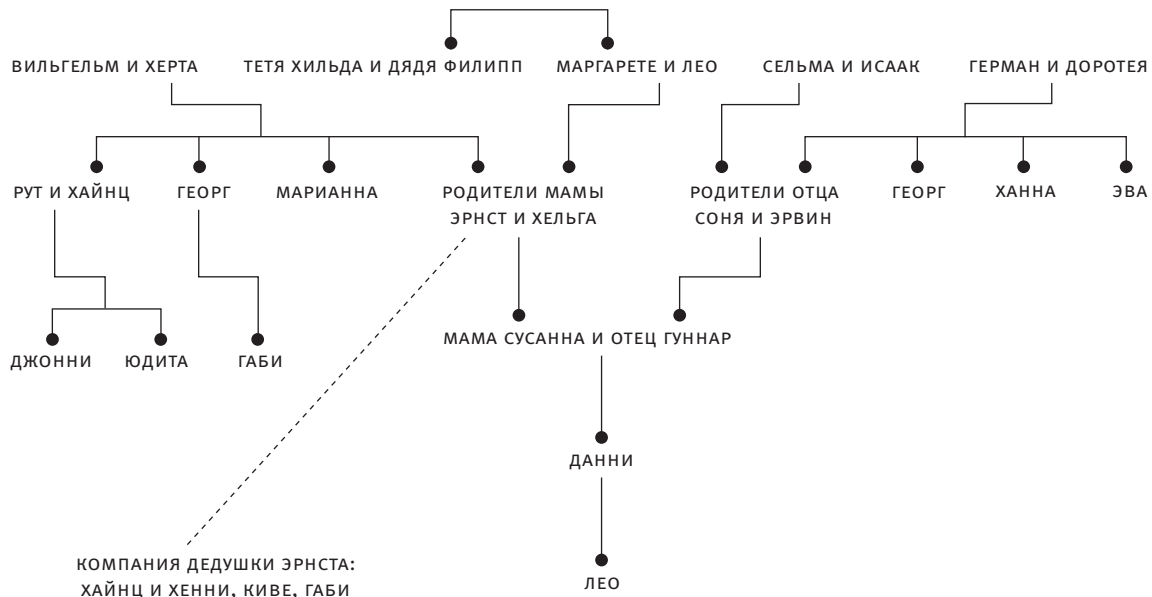 ВИЛЬГЕЛЬМ И ХЕРТА
ТЕТЯ ХИЛЬДА И ДЯДЯ ФИЛИПП
МАРГАРЕТЕ И ЛЕО
СЕЛЬМА И ИСААК
ГЕРМАН И ДОРОТЕЯ
РУТ И ХАЙНЦ
ГЕОРГ
МАРИАННА
РОДИТЕЛИ МАМЫ
ЭРНСТ И ХЕЛЬГА
РОДИТЕЛИ ОТЦА
СОНЯ И ЭРВИН
ГЕОРГ
ХАННА
ЭВА
ДЖОННИ
ЮДИТА
ГАБИ
МАМА СУСАННА И ОТЕЦ ГУННАР
ДАННИ
КОМПАНИЯ ДЕДУШКИ ЭРНСТА:
ХАЙНЦ И ХЕННИ, КИВЕ, ГАБИ
ЛЕО